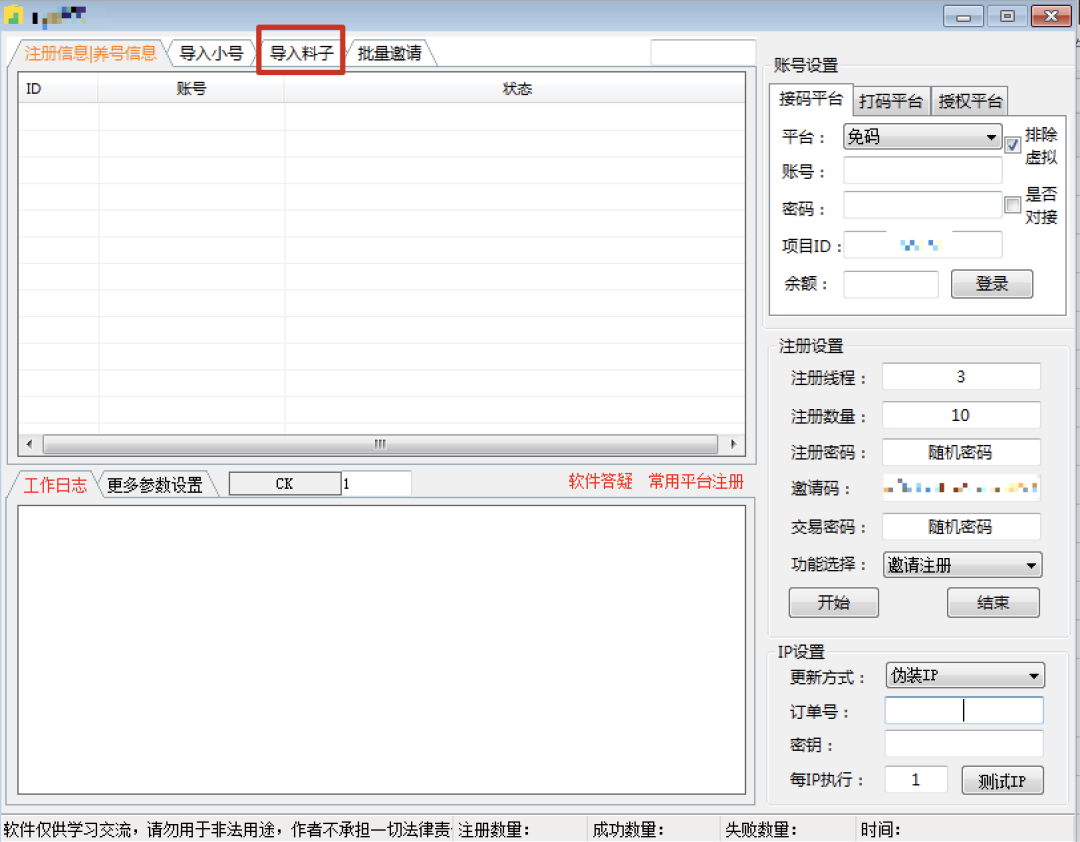 注册信息|养号信息 导入小号 导入料子 批量邀请
ID 账号 状态
工作日志 更多参数设置 CK 1 软件答疑 常用平台注册
账号设置
接码平台 打码平台 授权平台
平台： 免码 排除虚拟
账号：
密码： 是否对接
项目ID：
余额： 登录
注册设置
注册线程： 3
注册数量： 10
注册密码： 随机密码
邀请码：
交易密码： 随机密码
功能选择： 邀请注册
开始 结束
IP设置
更新方式： 伪装IP
订单号：
密钥：
每IP执行： 1 测试IP
软件仅供学习交流，请勿用于非法用途，作者不承担一切法律责 注册数量： 成功数量： 失败数量： 时间：